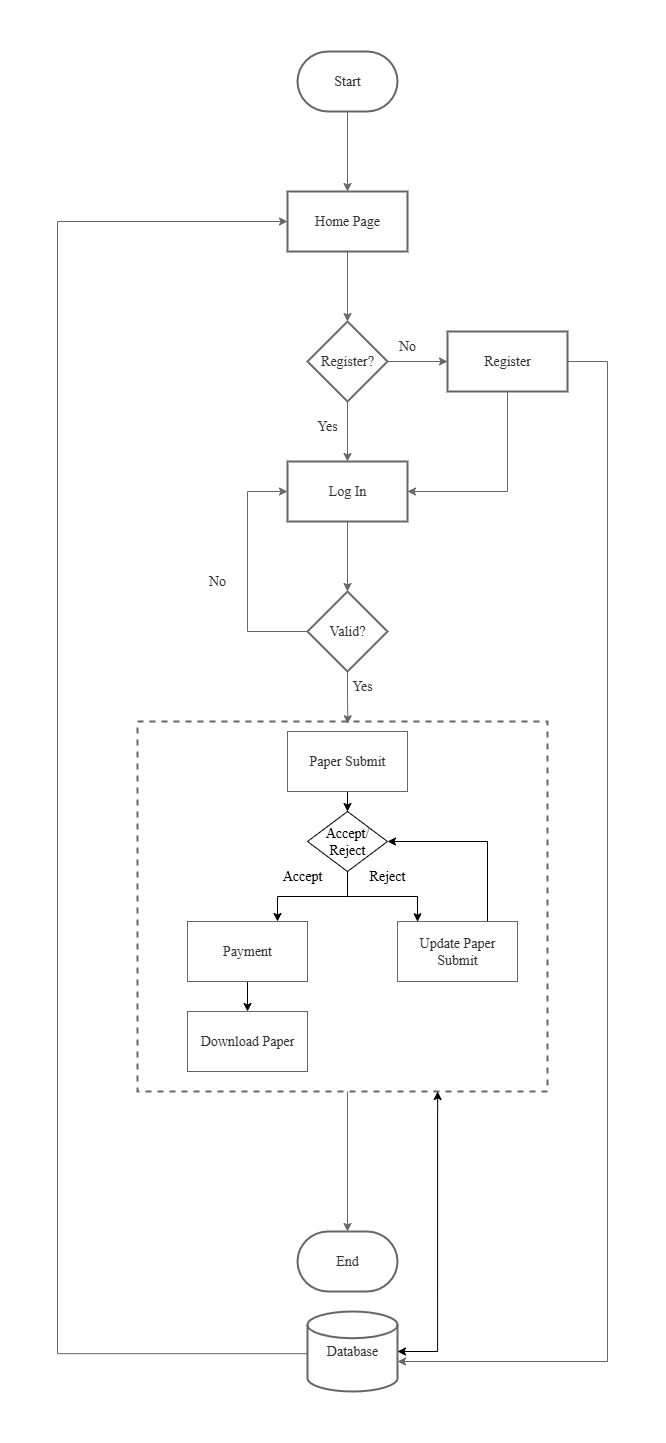 Start
Home Page
Register?
No
Register
Yes
Log In
No
Valid?
Yes
Paper Submit
Accept/
Reject
Accept
Reject
Payment
Update Paper
Submit
Download Paper
End
Database